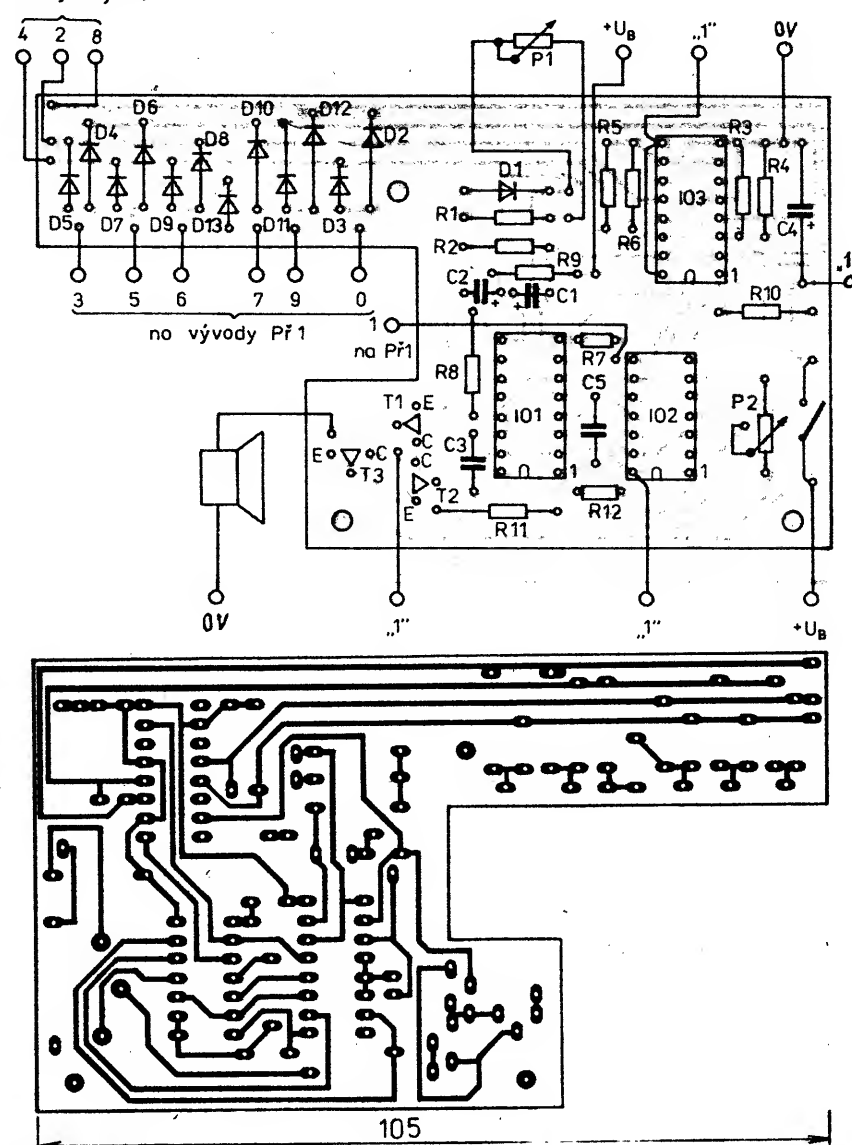 4 2 8
+U_B „1" 0V
P1
D6 D10 D12
D4 D8 D2
R5 R3
D1 R4
R1 IO3
D5 D7 D9 D13 D11 D3
R2 R6 C4
R9
C2 C1 1 „1
3 5 6 7 9 0
R10
na vývody Př 1
1
na Př1
R7
R8 C5
T1 E IO1 IO2 P2
C C3
E C C
T3 1 1
T2
E R12
R11
0V „1" „1" +U_B
105